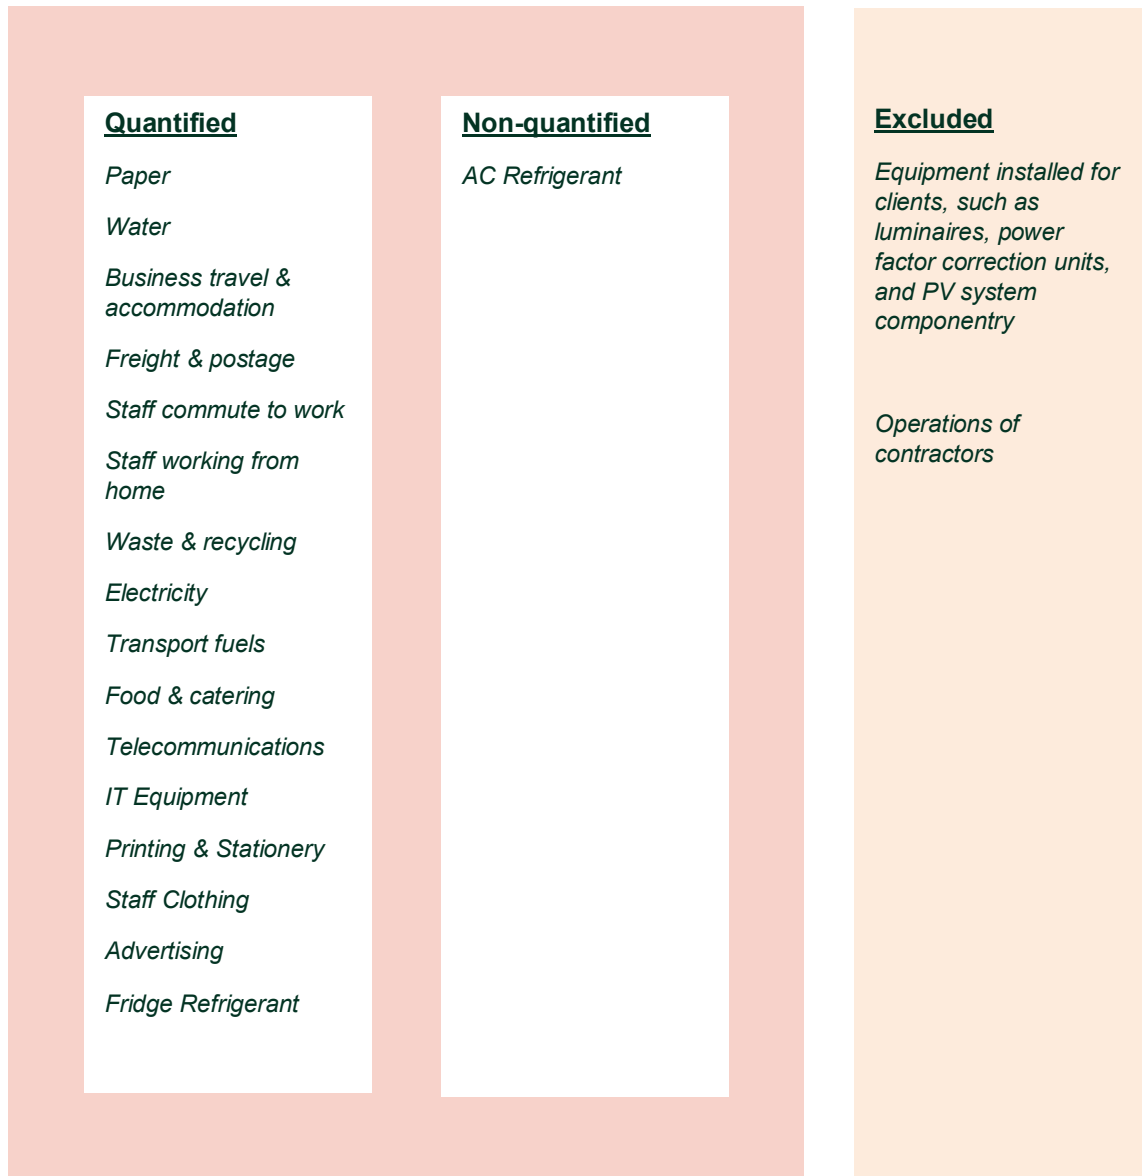 Quantified
Paper
Water
Business travel &
accommodation
Freight & postage
Staff commute to work
Staff working from
home
Waste & recycling
Electricity
Transport fuels
Food & catering
Telecommunications
IT Equipment
Printing & Stationery
Staff Clothing
Advertising
Fridge Refrigerant
Non-quantified
AC Refrigerant
Excluded
Equipment installed for
clients, such as
luminaires, power
factor correction units,
and PV system
componentry
Operations of
contractors